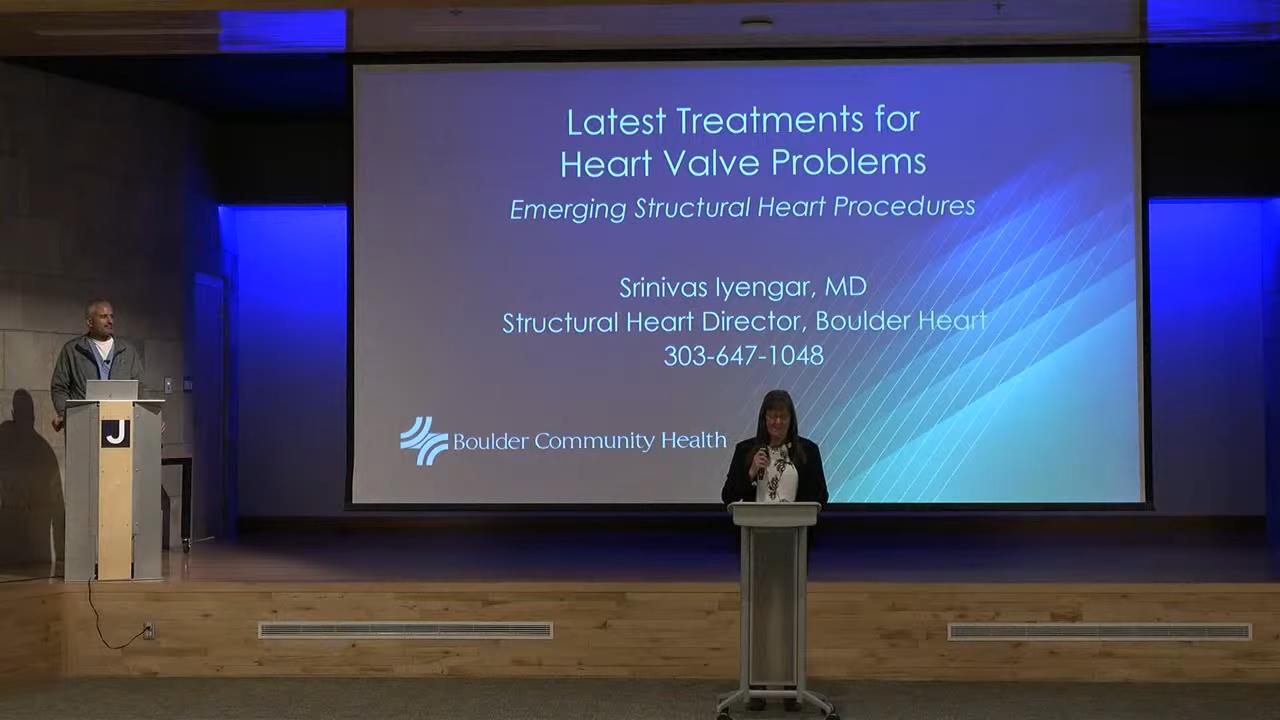 Latest Treatments for
Heart Valve Problems
Emerging Structural Heart Procedures
Srinivas Iyengar, MD
Structural Heart Director, Boulder Heart
303-647-1048
Boulder Community Health
J